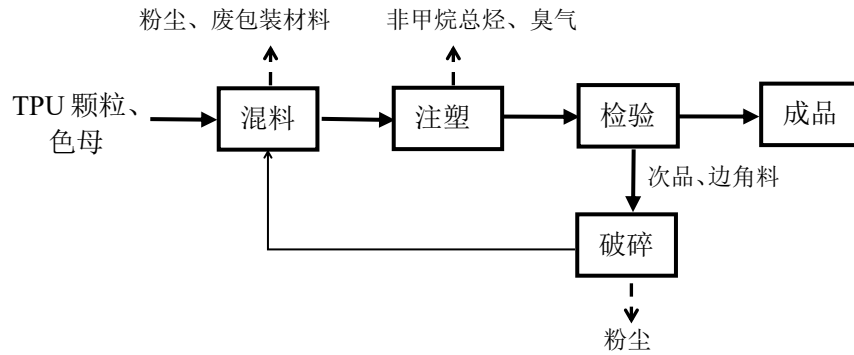 粉尘、废包装材料
非甲烷总烃、臭气
TPU 颗粒、
色母
混料
注塑
检验
成品
次品、边角料
破碎
粉尘